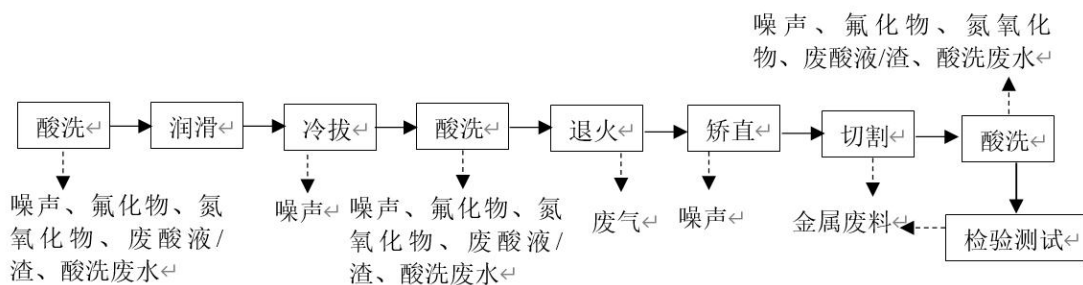 噪声、氟化物、氮氧化
物、废酸液/渣、酸洗废水↵
酸洗↵
润滑↵
冷拔↵
酸洗↵
退火↵
矫直↵
切割↵
酸洗↵
噪声、氟化物、氮
氧化物、废酸液/
渣、酸洗废水↵
噪声↵
噪声、氟化物、氮
氧化物、废酸液/
渣、酸洗废水↵
废气↵
噪声↵
金属废料↵
检验测试↵